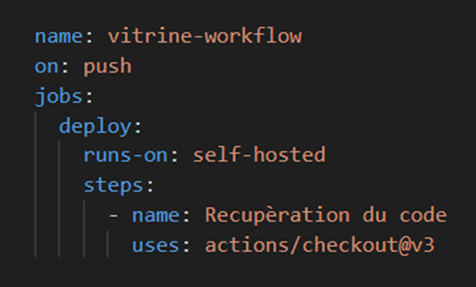 name: vitrine-workflow
on: push
jobs:
deploy:
runs-on: self-hosted
steps:
- name: Recupèration du code
uses: actions/checkout@v3